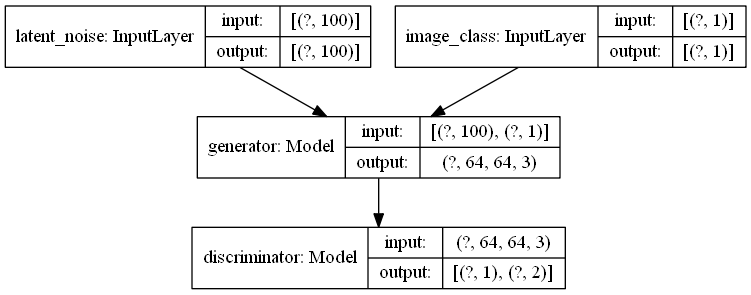 latent_noise: InputLayer
input: [(?, 100)]
output: [(?, 100)]
image_class: InputLayer
input: [(?, 1)]
output: [(?, 1)]
generator: Model
input: [(?, 100), (?, 1)]
output: (?, 64, 64, 3)
discriminator: Model
input: (?, 64, 64, 3)
output: [(?, 1), (?, 2)]